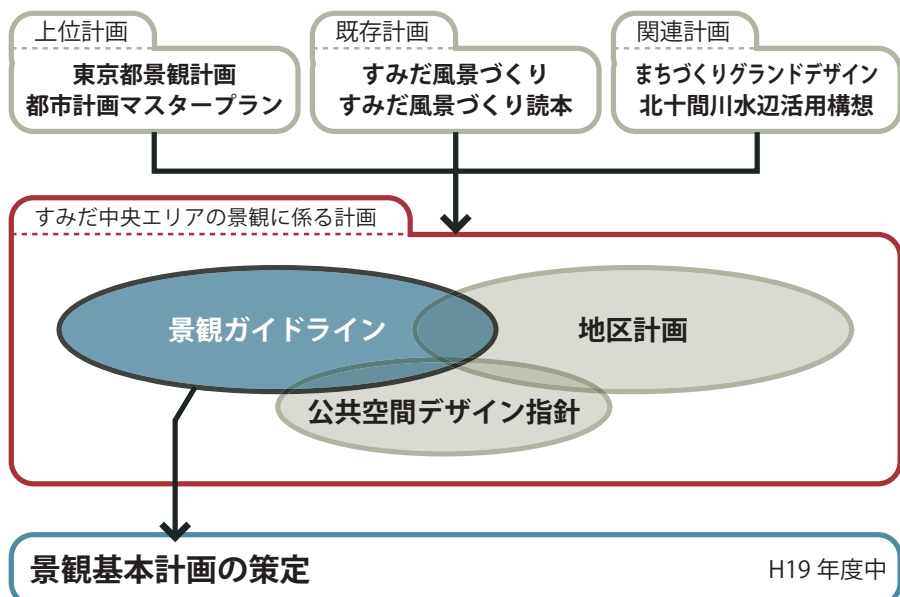 上位計画
東京都景観計画
都市計画マスタープラン
既存計画
すみだ風景づくり
すみだ風景づくり読本
関連計画
まちづくりグランドデザイン
北十間川水辺活用構想
すみだ中央エリアの景観に係る計画
景観ガイドライン
地区計画
公共空間デザイン指針
景観基本計画の策定
H19 年度中